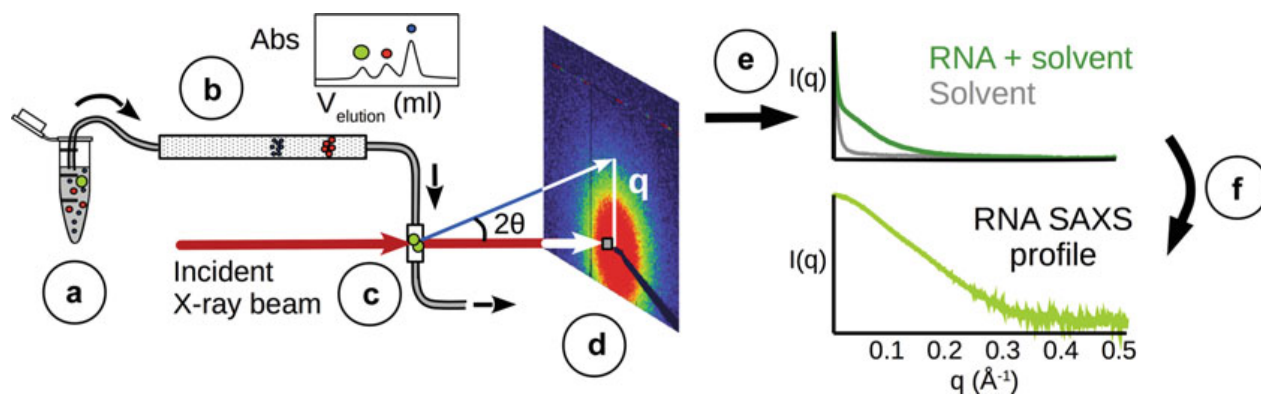 Abs
V elution (ml)
a
b
Incident
X-ray beam
c
2θ
q
d
e
I(q)
RNA + solvent
Solvent
f
I(q)
RNA SAXS
profile
0.1 0.2 0.3 0.4 0.5
q (Å⁻¹)